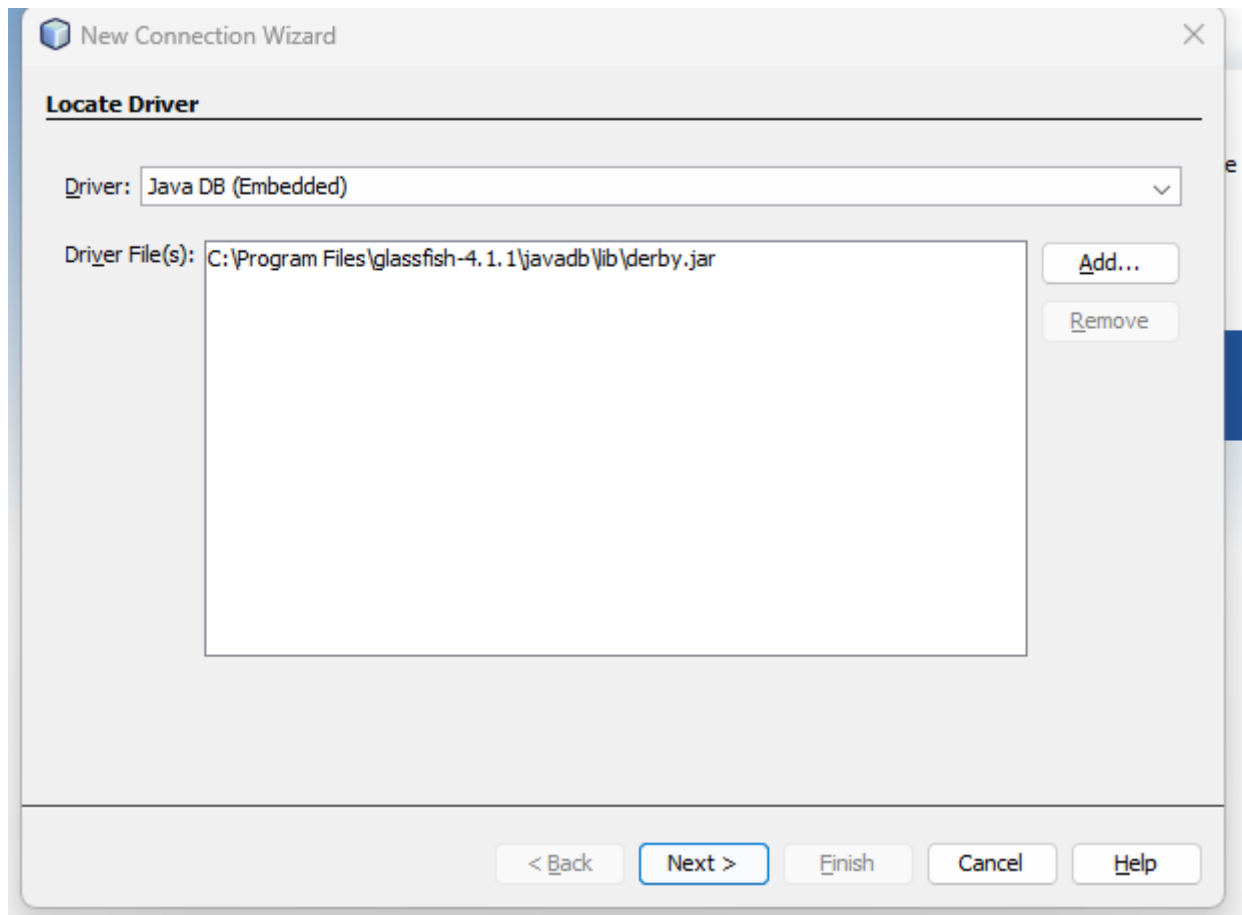 New Connection Wizard
Locate Driver
Driver: Java DB (Embedded)
Driver File(s): C:\Program Files\glassfish-4.1.1\javadb\lib\derby.jar
Add...
Remove
e
< Back Next > Finish Cancel Help